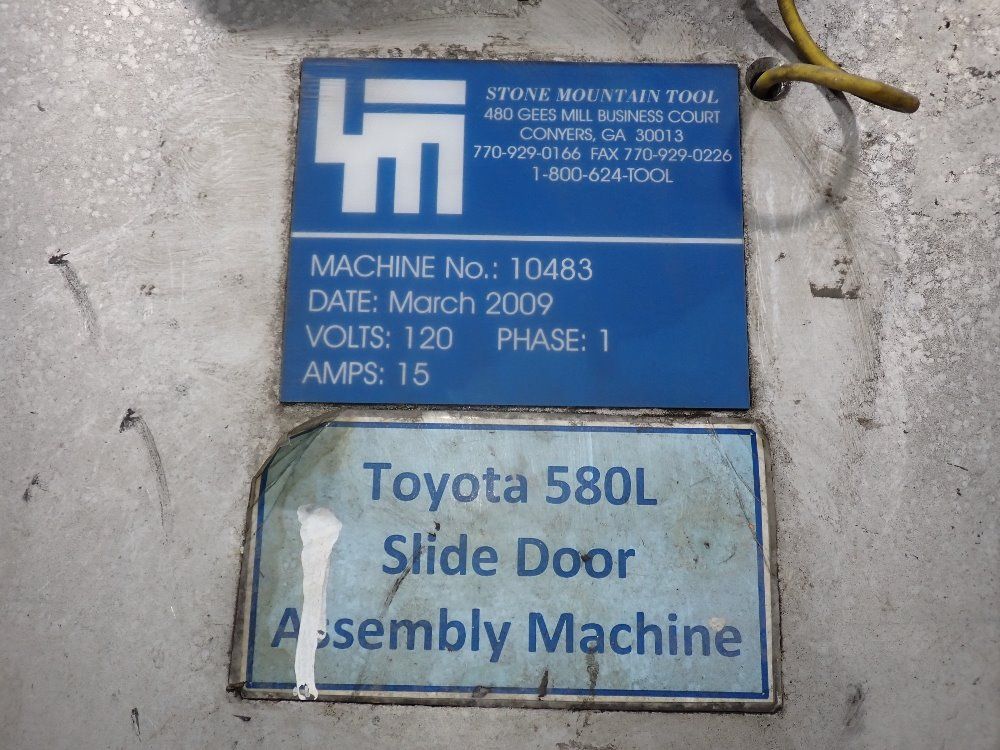 STONE MOUNTAIN TOOL
480 GEES MILL BUSINESS COURT
CONYERS, GA 30013
770-929-0166 FAX 770-929-0226
1-800-624-TOOL
MACHINE No.: 10483
DATE: March 2009
VOLTS: 120 PHASE: 1
AMPS: 15
Toyota 580L
Slide Door
Assembly Machine